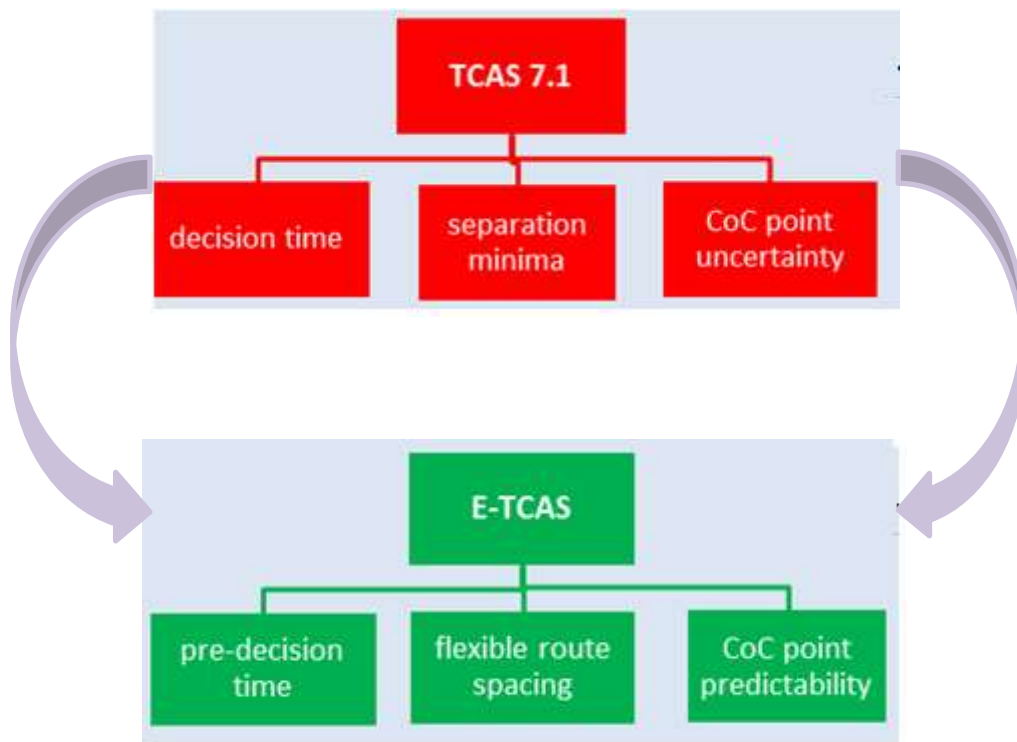 TCAS 7.1
decision time
separation
minima
CoC point
uncertainty
E-TCAS
pre-decision
time
flexible route
spacing
CoC point
predictability